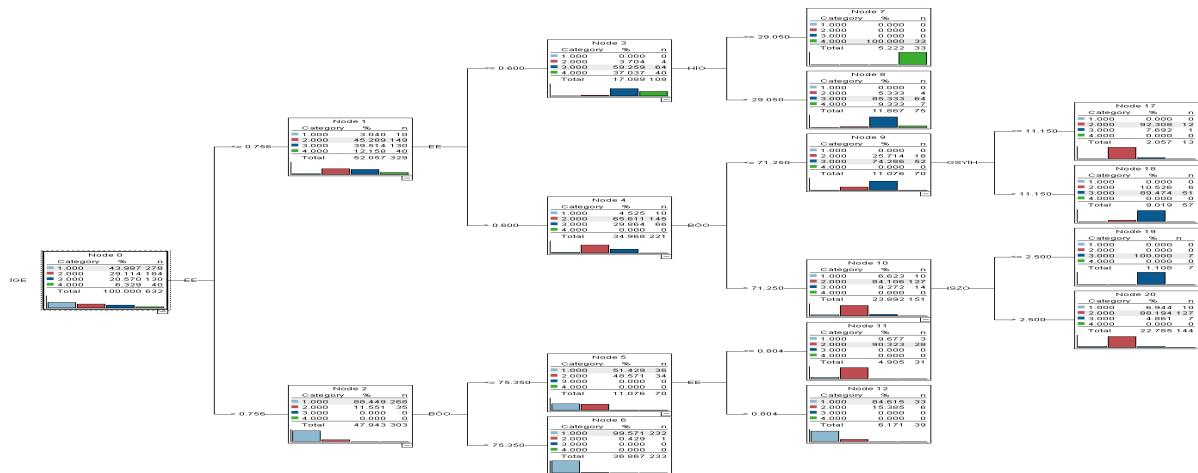 IGE
Node 0
Category % n
1.000 43.987 278
2.000 29.114 184
3.000 20.570 130
4.000 6.329 40
Total 100.000 632
EE
<= 0.756
Node 1
Category % n
1.000 3.040 10
2.000 45.289 149
3.000 39.514 130
4.000 12.158 40
Total 52.057 329
EE
> 0.756
Node 2
Category % n
1.000 88.449 268
2.000 11.551 35
3.000 0.000 0
4.000 0.000 0
Total 47.943 303
BÖO
<= 0.600
Node 3
Category % n
1.000 0.000 0
2.000 3.704 4
3.000 59.259 64
4.000 37.037 40
Total 17.089 108
HIO
> 0.600
Node 4
Category % n
1.000 4.525 10
2.000 65.611 145
3.000 29.864 66
4.000 0.000 0
Total 34.968 221
BÖO
<= 75.350
Node 5
Category % n
1.000 51.429 36
2.000 48.571 34
3.000 0.000 0
4.000 0.000 0
Total 11.076 70
EE
> 75.350
Node 6
Category % n
1.000 99.571 232
2.000 0.429 1
3.000 0.000 0
4.000 0.000 0
Total 36.867 233
<= 29.050
Node 7
Category % n
1.000 0.000 0
2.000 0.000 0
3.000 0.000 0
4.000 100.000 33
Total 5.222 33
> 29.050
Node 8
Category % n
1.000 0.000 0
2.000 5.333 4
3.000 85.333 64
4.000 9.333 7
Total 11.867 75
<= 71.250
Node 9
Category % n
1.000 0.000 0
2.000 25.714 18
3.000 74.286 52
4.000 0.000 0
Total 11.076 70
GSYİH
> 71.250
Node 10
Category % n
1.000 6.623 10
2.000 84.106 127
3.000 9.272 14
4.000 0.000 0
Total 23.892 151
<= 0.804
Node 11
Category % n
1.000 9.677 3
2.000 90.323 28
3.000 0.000 0
4.000 0.000 0
Total 4.905 31
> 0.804
Node 12
Category % n
1.000 84.615 33
2.000 15.385 6
3.000 0.000 0
4.000 0.000 0
Total 6.171 39
<= 11.150
Node 17
Category % n
1.000 0.000 0
2.000 92.308 12
3.000 7.692 1
4.000 0.000 0
Total 2.057 13
> 11.150
Node 18
Category % n
1.000 0.000 0
2.000 10.526 6
3.000 89.474 51
4.000 0.000 0
Total 9.019 57
<= 2.500
Node 19
Category % n
1.000 0.000 0
2.000 0.000 0
3.000 100.000 7
4.000 0.000 0
Total 1.108 7
> 2.500
Node 20
Category % n
1.000 6.944 10
2.000 88.194 127
3.000 4.861 7
4.000 0.000 0
Total 22.785 144